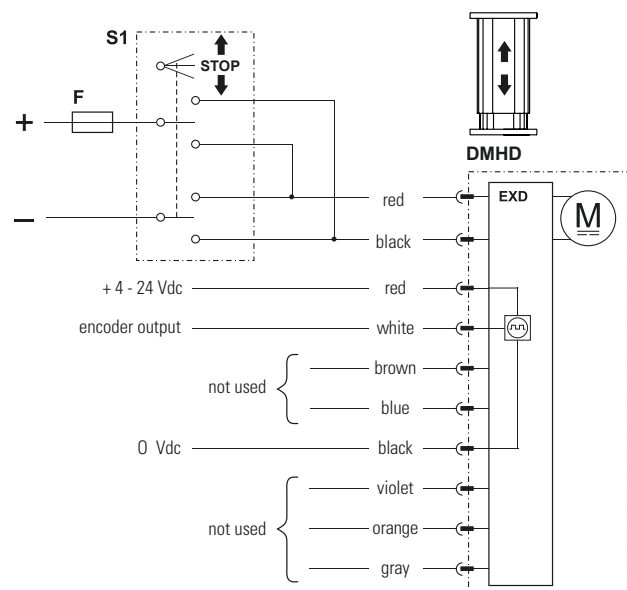 S1
STOP
F
+
–
DMHD
red
EXD
M
black
+ 4 - 24 Vdc
red
encoder output
white
not used
brown
blue
0 Vdc
black
not used
violet
orange
gray